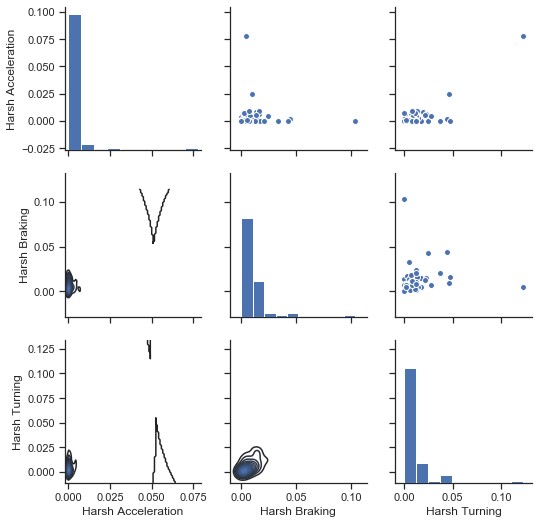 Harsh Acceleration
0.100
0.075
0.050
0.025
0.000
−0.025
Harsh Braking
0.10
0.05
0.00
Harsh Turning
0.125
0.100
0.075
0.050
0.025
0.000
0.000 0.025 0.050 0.075
0.00 0.05 0.10
0.00 0.05 0.10
Harsh Acceleration Harsh Braking Harsh Turning